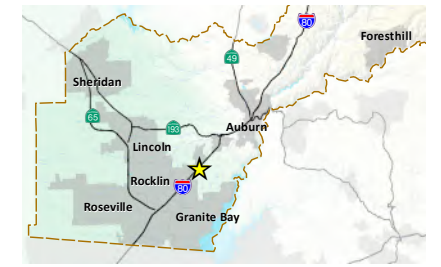 80
Foresthill
49
Sheridan
65
193
Auburn
Lincoln
Rocklin
80
Roseville
Granite Bay